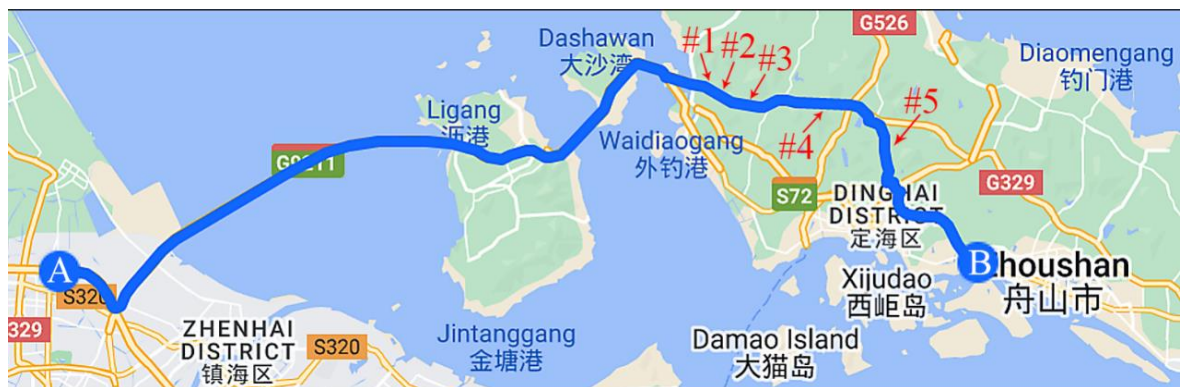 G526
Dashawan
大沙湾
#1
#2
#3
Diaomengang
钓门港
Ligang
沥港
#5
Waidiaogang
外钓港
#4
G9211
S72
G329
DINGHAI
DISTRICT
定海区
A
B
Zhoushan
舟山市
S320
Xijudao
西岠岛
G329
ZHENHAI
DISTRICT
镇海区
S320
Jintanggang
金塘港
Damao Island
大猫岛